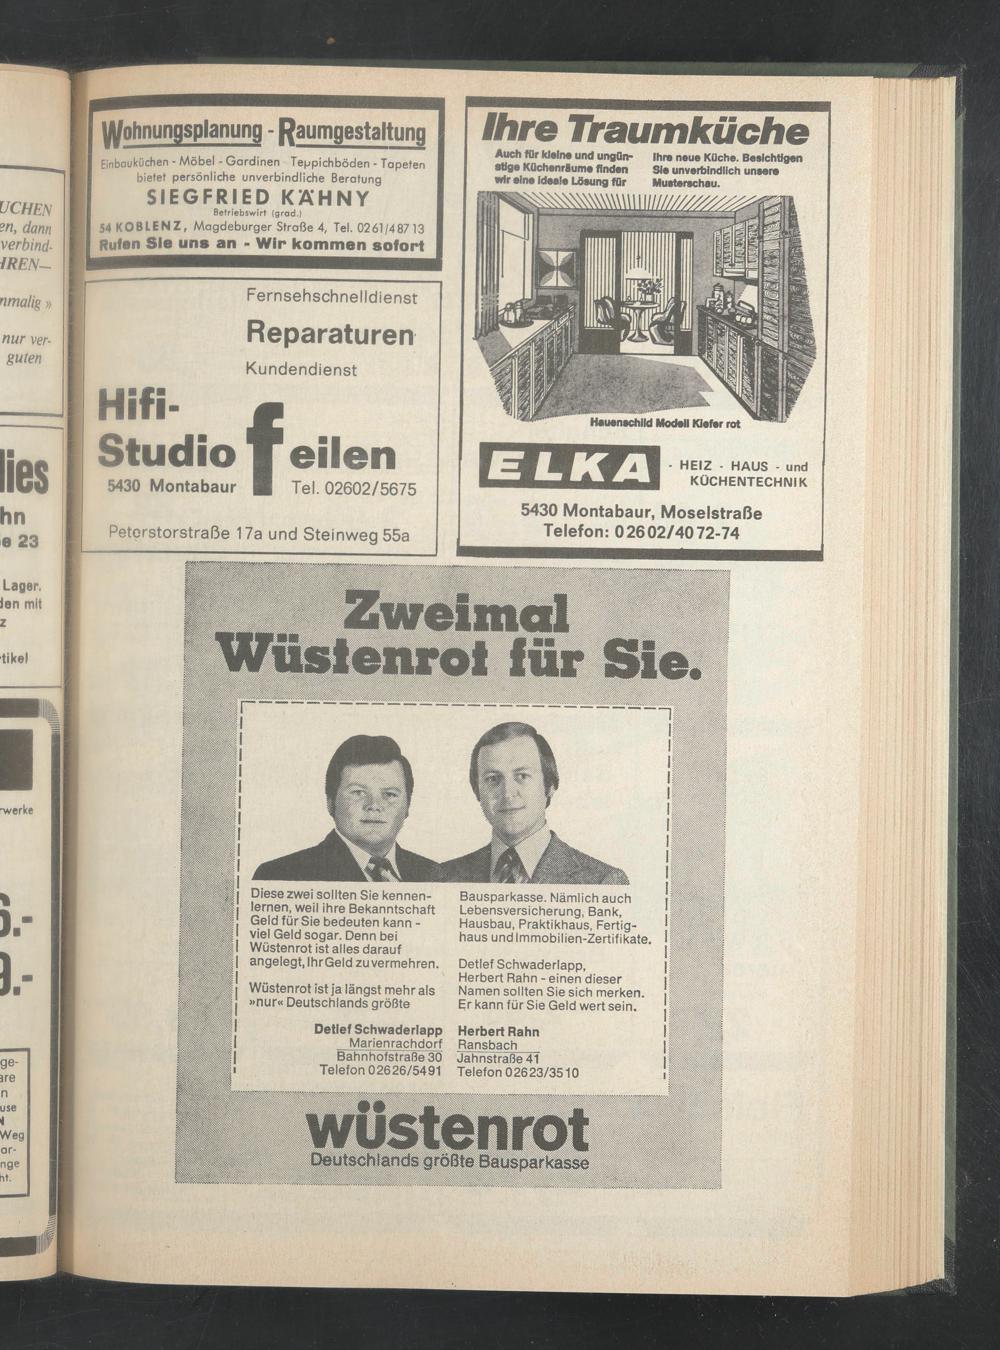 UCHEN
en, dann
verbind-
HREN—
nmalig »
nur ver-
guten
lies
hn
e 23
Lager.
den mit
z
tikel
rwerke
6.-
9.-
ge-
are
n
use
N
Weg
ar-
nge
ht.
Wohnungsplanung - Raumgestaltung
Einbauküchen - Möbel - Gardinen Teppichböden - Tapeten
bietet persönliche unverbindliche Beratung
SIEGFRIED KÄHNY
Betriebswirt (grad.)
54 KOBLENZ, Magdeburger Straße 4, Tel. 0261/48713
Rufen Sie uns an - Wir kommen sofort
Fernsehschnelldienst
Reparaturen
Kundendienst
Hifi-
Studio feilen
5430 Montabaur Tel. 02602/5675
Peterstorstraße 17a und Steinweg 55a
Ihre Traumküche
Auch für kleine und ungün-
stige Küchenräume finden
wir eine ideale Lösung für
Ihre neue Küche. Besichtigen
Sie unverbindlich unsere
Musterschau.
Hauenschild Modell Kiefer rot
ELKA · HEIZ - HAUS - und
KÜCHENTECHNIK
5430 Montabaur, Moselstraße
Telefon: 02602/4072-74
Zweimal
Wüstenrot für Sie.
Diese zwei sollten Sie kennen-
lernen, weil ihre Bekanntschaft
Geld für Sie bedeuten kann -
viel Geld sogar. Denn bei
Wüstenrot ist alles darauf
angelegt, Ihr Geld zu vermehren.
Wüstenrot ist ja längst mehr als
»nur« Deutschlands größte
Bausparkasse. Nämlich auch
Lebensversicherung, Bank,
Hausbau, Praktikhaus, Fertig-
haus und Immobilien-Zertifikate.
Detlef Schwaderlapp,
Herbert Rahn - einen dieser
Namen sollten Sie sich merken.
Er kann für Sie Geld wert sein.
Detlef Schwaderlapp
Marienrachdorf
Bahnhofstraße 30
Telefon 02626/5491
Herbert Rahn
Ransbach
Jahnstraße 41
Telefon 02623/3510
wüstenrot
Deutschlands größte Bausparkasse